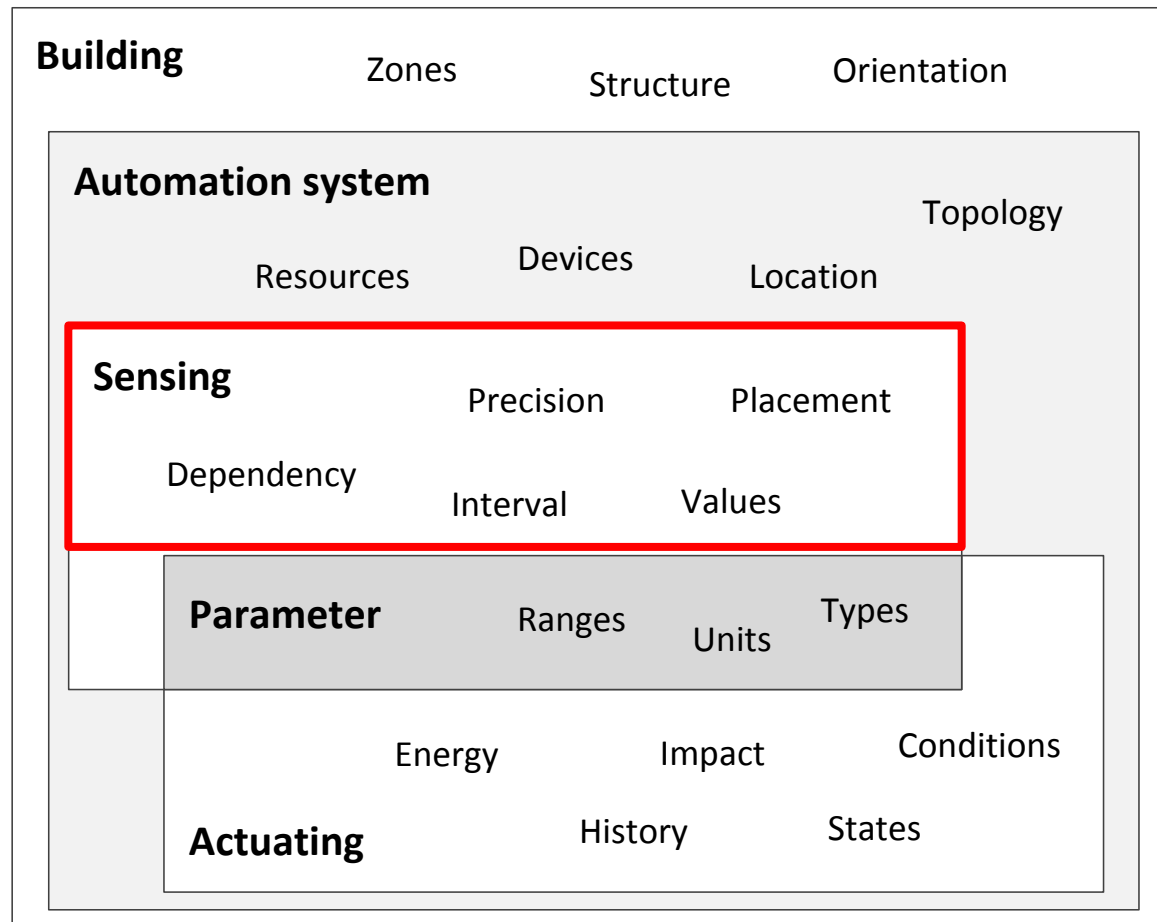 Building
Zones
Structure
Orientation
Automation system
Topology
Resources
Devices
Location
Sensing
Precision
Placement
Dependency
Interval
Values
Parameter
Ranges
Units
Types
Energy
Impact
Conditions
Actuating
History
States